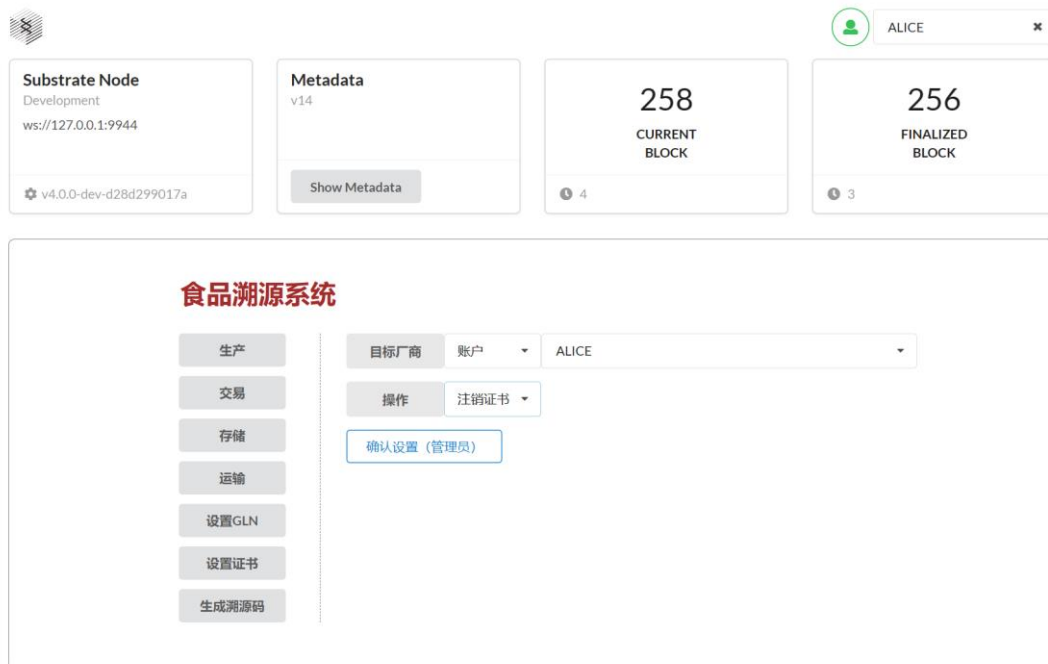 ALICE
Substrate Node
Development
ws://127.0.0.1:9944
v4.0.0-dev-d28d299017a
Metadata
v14
Show Metadata
258
CURRENT
BLOCK
4
256
FINALIZED
BLOCK
3
食品溯源系统
生产
交易
存储
运输
设置GLN
设置证书
生成溯源码
目标厂商 账户 ALICE
操作 注销证书
确认设置（管理员）